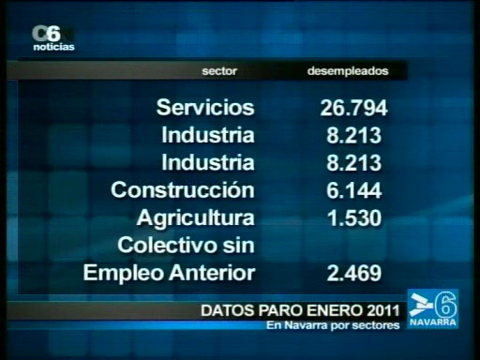 C6N
noticias
sector desempleados
Servicios 26.794
Industria 8.213
Industria 8.213
Construcción 6.144
Agricultura 1.530
Colectivo sin
Empleo Anterior 2.469
DATOS PARO ENERO 2011
En Navarra por sectores
6
NAVARRA